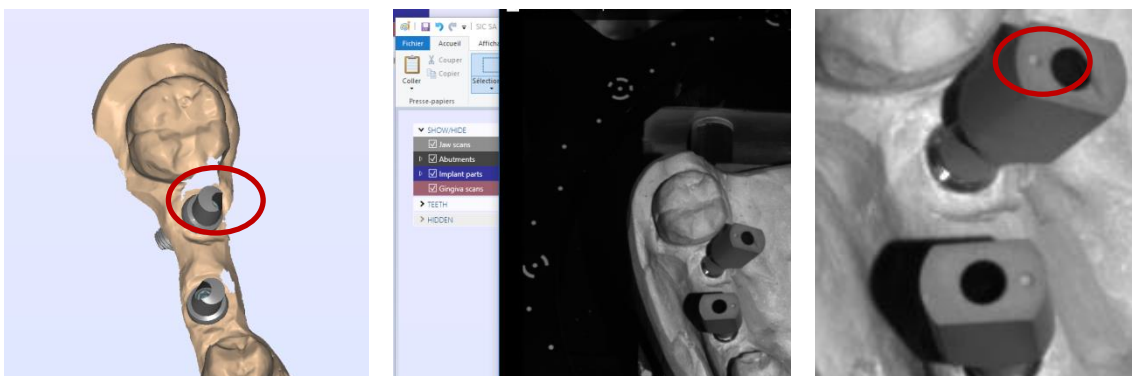 SIC SA
Fichier Accueil Afficha
Coller
Couper
Copier
Sélection
Presse-papiers
SHOW/HIDE
Jaw scans
Abutments
Implant parts
Gingiva scans
TEETH
HIDDEN